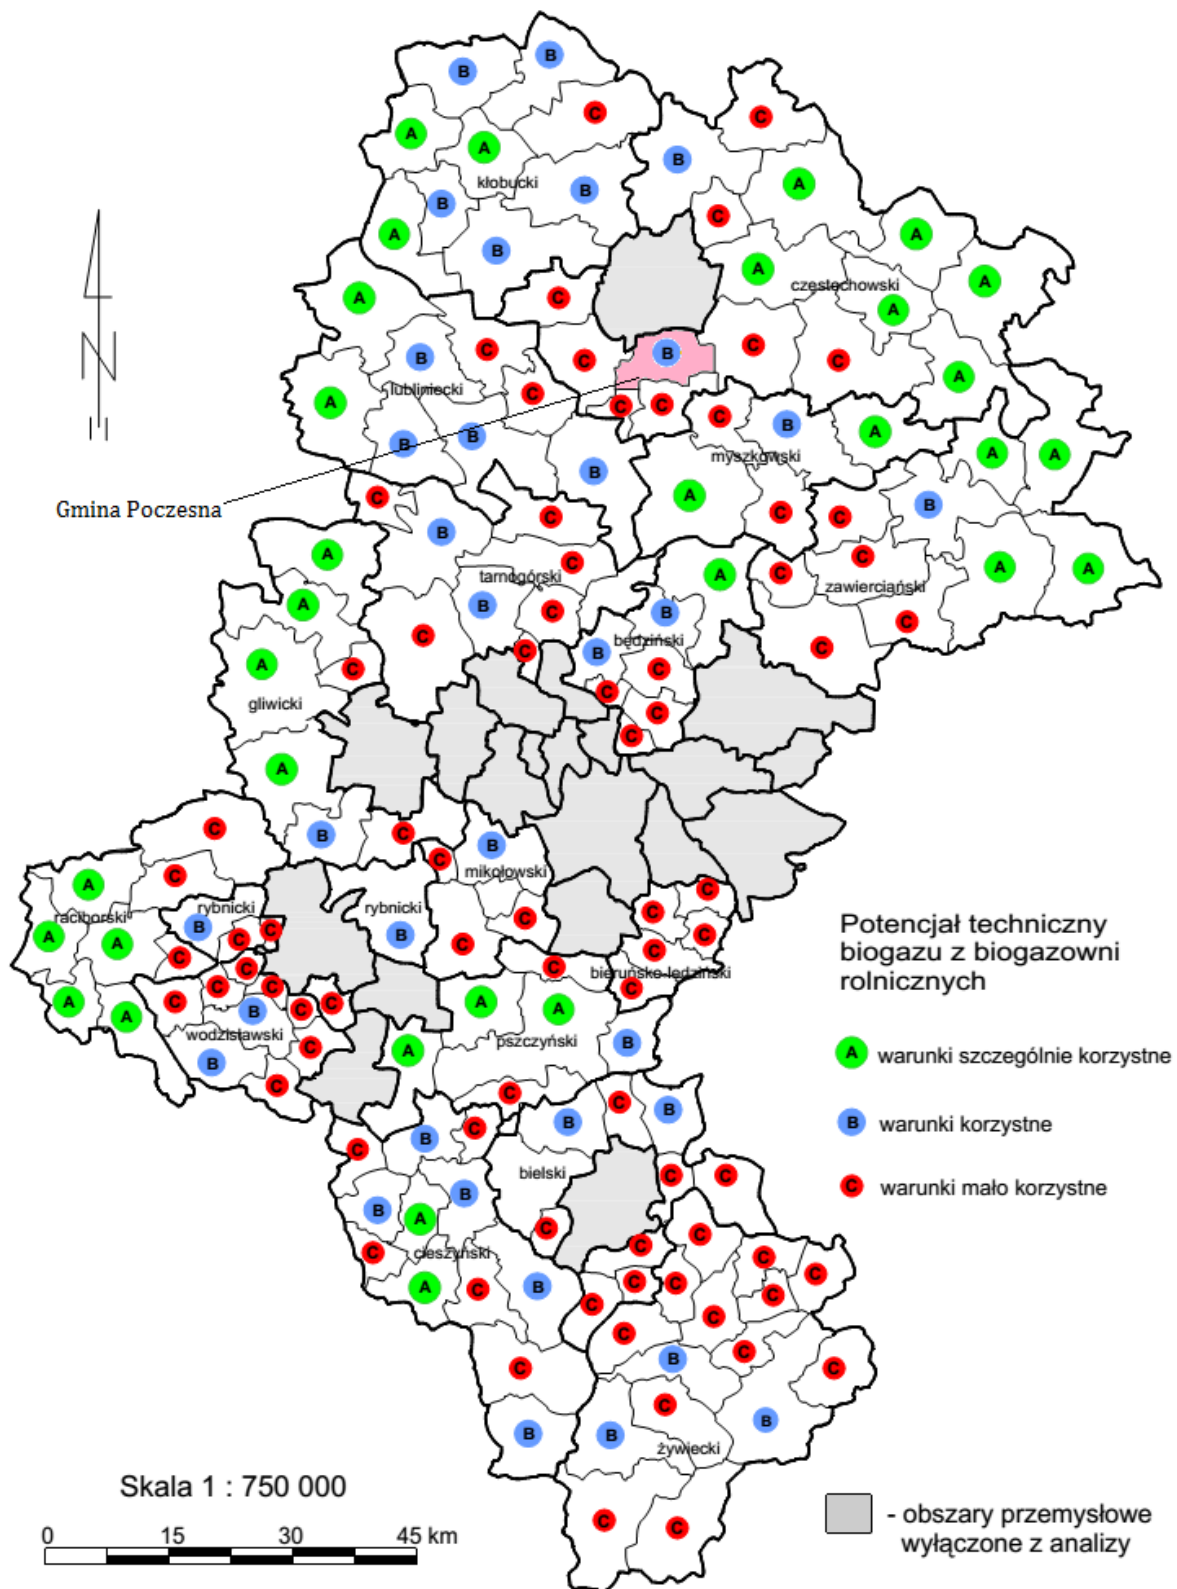 B
B
C
C
A
A
B
A
kłobucki
B
B
C
A
B
A
A
C
A
częstochowski
A
A
N
B
C
C
B
C
C
C
lubliniecki
A
C
C
C
C
A
B
B
B
A
myszkowski
A
A
B
Gmina Poczesna
C
A
C
C
B
C
B
A
C
C
A
C
zawierciański
A
A
tarnogórski
A
B
C
B
będziński
C
C
C
B
C
A
C
C
C
gliwicki
C
C
A
C
B
C
B
C
mikołowski
C
A
raciborski
rybnicki
rybnicki
C
C
C
A
A
B
C
C
B
C
C
C
C
C
C
bieruńsko-lędziński
C
C
C
C
A
A
C
B
C
C
A
A
wodzisławski
B
C
A
pszczyński
B
C
C
Potencjał techniczny
biogazu z biogazowni
rolniczych
A warunki szczególnie korzystne
B warunki korzystne
C warunki mało korzystne
C
B
C
B
C
B
bielski
C
C
B
B
A
C
C
cieszyński
A
C
B
C
C
C
C
C
C
C
C
C
C
C
B
C
C
C
B
B
C
B
żywiecki
C
C
Skala 1 : 750 000
0 15 30 45 km
- obszary przemysłowe
wyłączone z analizy